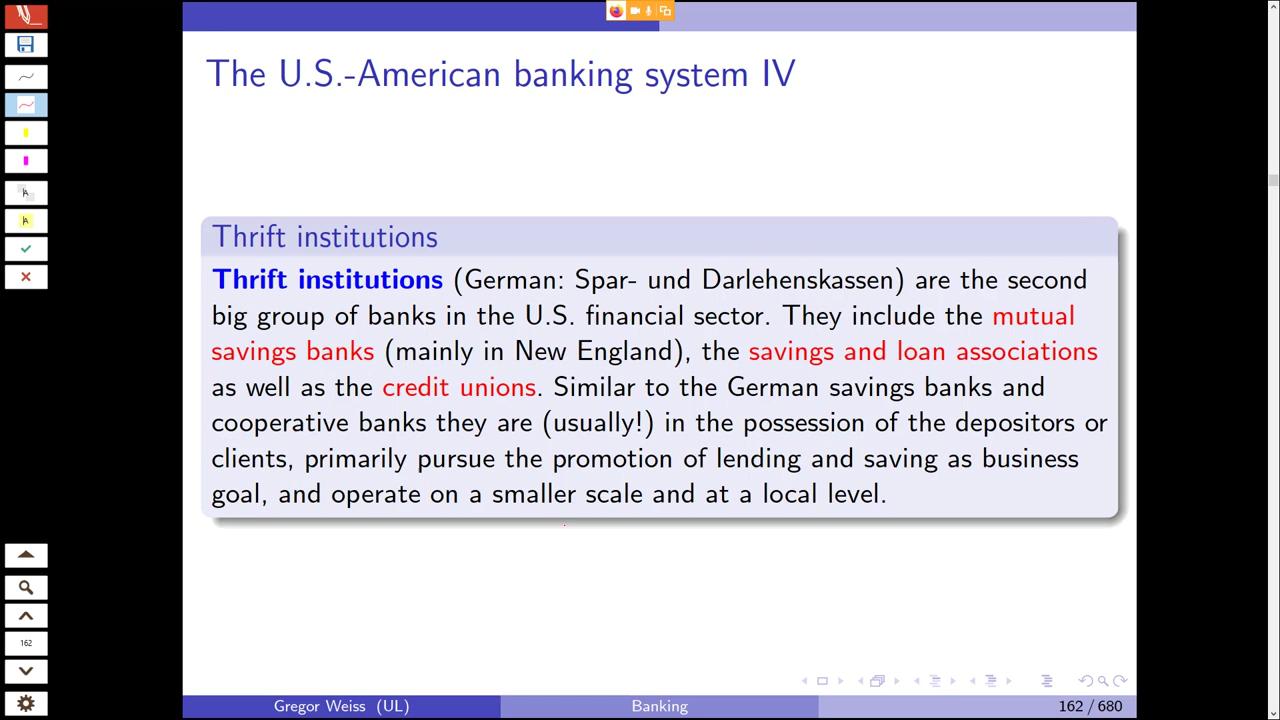 The U.S.-American banking system IV
Thrift institutions
Thrift institutions (German: Spar- und Darlehenskassen) are the second
big group of banks in the U.S. financial sector. They include the mutual
savings banks (mainly in New England), the savings and loan associations
as well as the credit unions. Similar to the German savings banks and
cooperative banks they are (usually!) in the possession of the depositors or
clients, primarily pursue the promotion of lending and saving as business
goal, and operate on a smaller scale and at a local level.
162
Gregor Weiss (UL) Banking 162 / 680